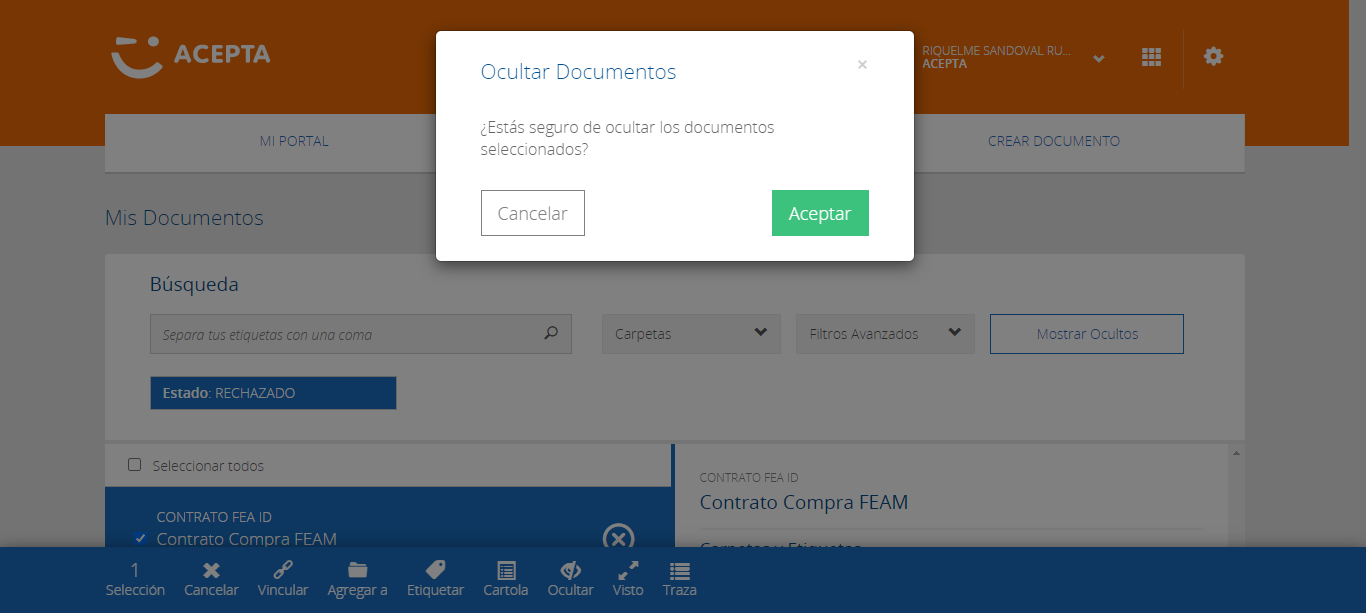 ACEPTA
RIQUELME SANDOVAL RU...
ACEPTA
Ocultar Documentos
×
¿Estás seguro de ocultar los documentos
seleccionados?
Cancelar
Aceptar
MI PORTAL
CREAR DOCUMENTO
Mis Documentos
Búsqueda
Separa tus etiquetas con una coma
Carpetas
Filtros Avanzados
Mostrar Ocultos
Estado: RECHAZADO
Seleccionar todos
CONTRATO FEA ID
Contrato Compra FEAM
CONTRATO FEA ID
Contrato Compra FEAM
Carpetas y Etiquetas
1
Selección
Cancelar
Vincular
Agregar a
Etiquetar
Cartola
Ocultar
Visto
Traza